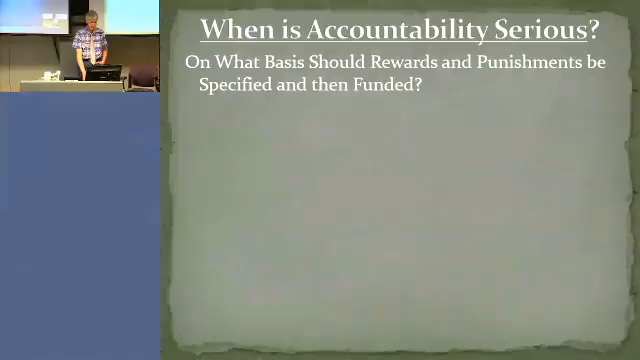 When is Accountability Serious?
On What Basis Should Rewards and Punishments be
Specified and then Funded?